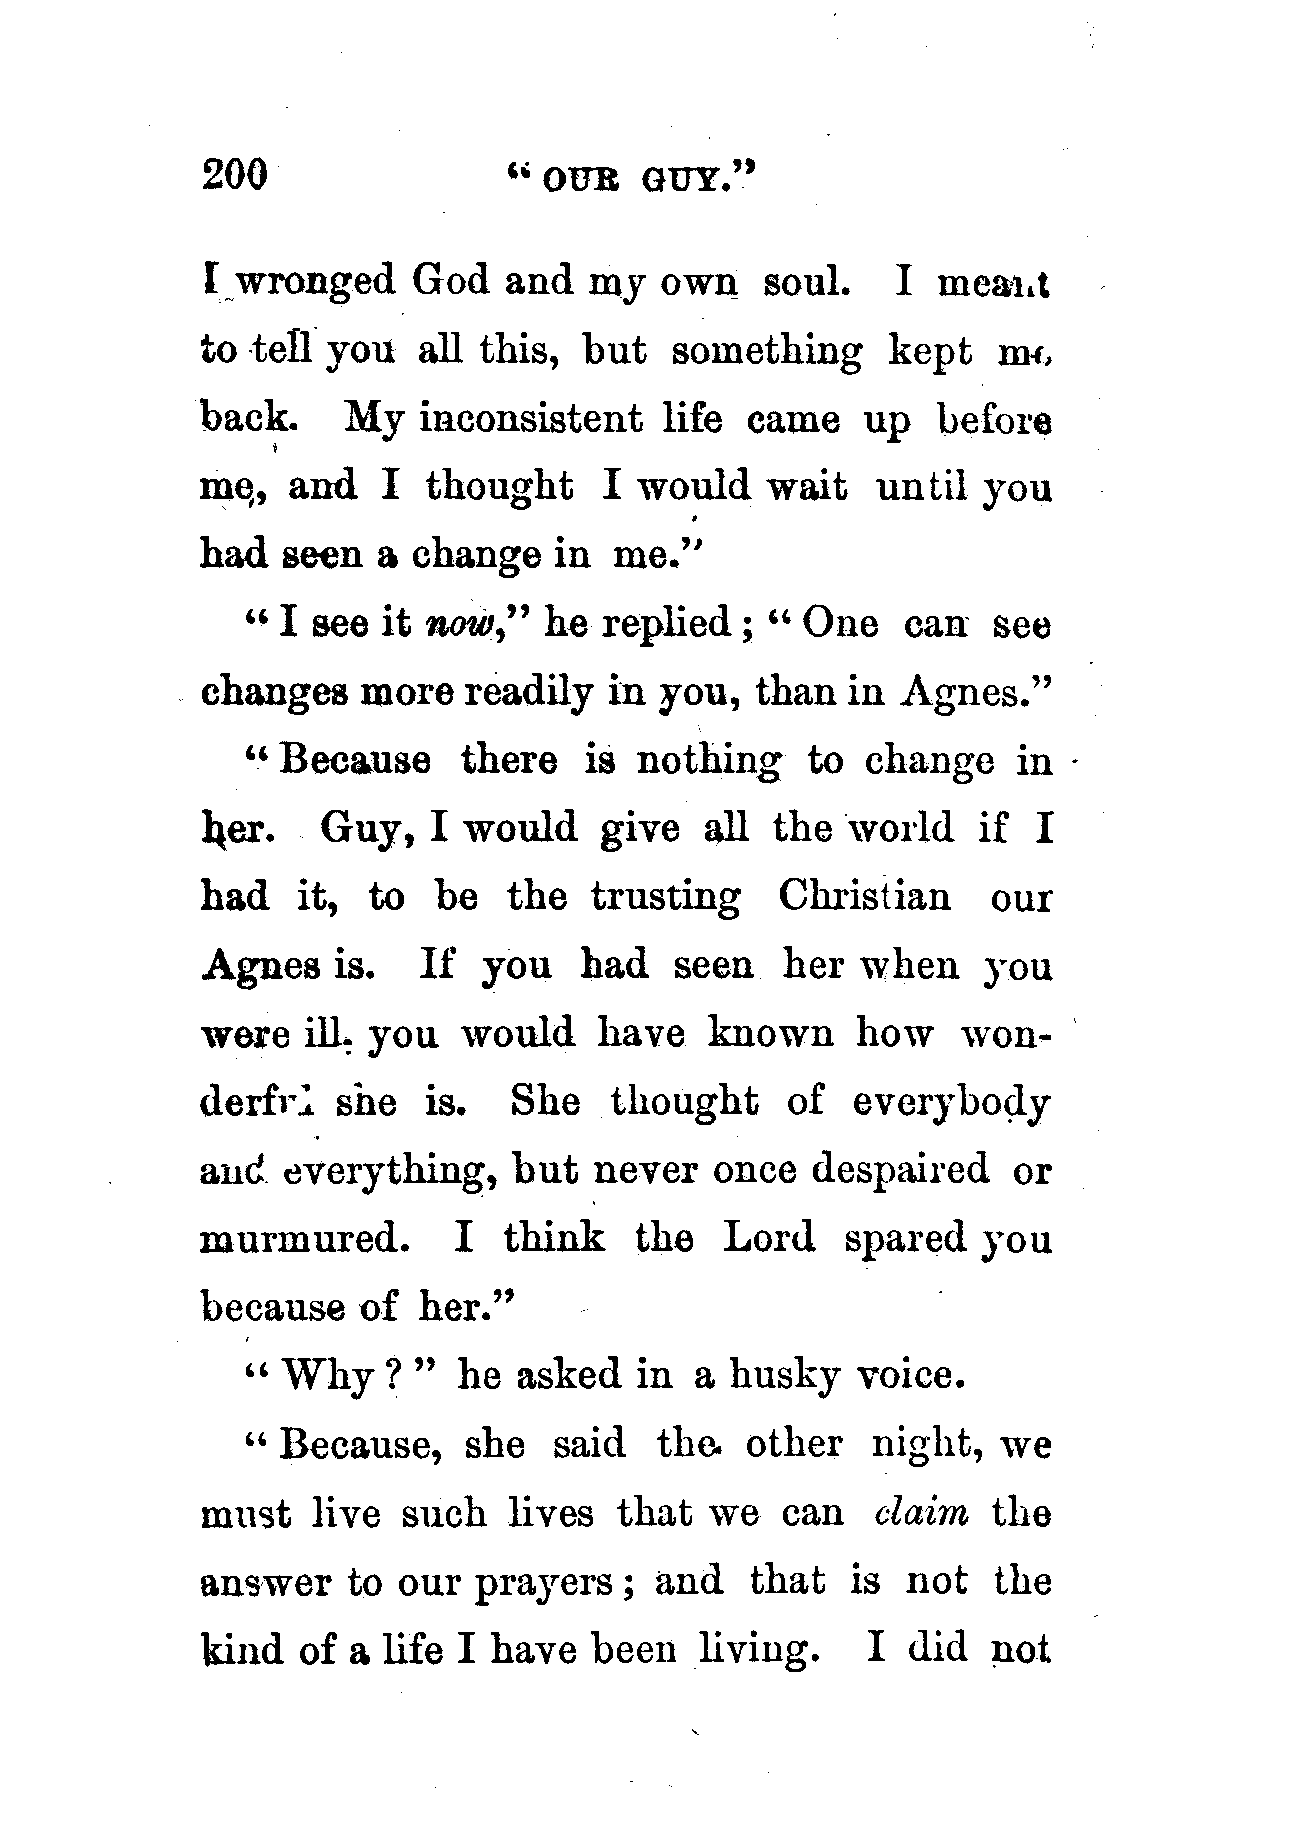 200 “ OUR GUY.”
I wronged God and my own soul. I meant
to tell you all this, but something kept me
back. My inconsistent life came up before
me, and I thought I would wait until you
had seen a change in me.”
“ I see it now,” he replied ; “ One can see
changes more readily in you, than in Agnes.”
“ Because there is nothing to change in
her. Guy, I would give all the world if I
had it, to be the trusting Christian our
Agnes is. If you had seen her when you
were ill, you would have known how won-
derful she is. She thought of everybody
and everything, but never once despaired or
murmured. I think the Lord spared you
because of her.”
“ Why ? ” he asked in a husky voice.
“ Because, she said the other night, we
must live such lives that we can claim the
answer to our prayers ; and that is not the
kind of a life I have been living. I did not